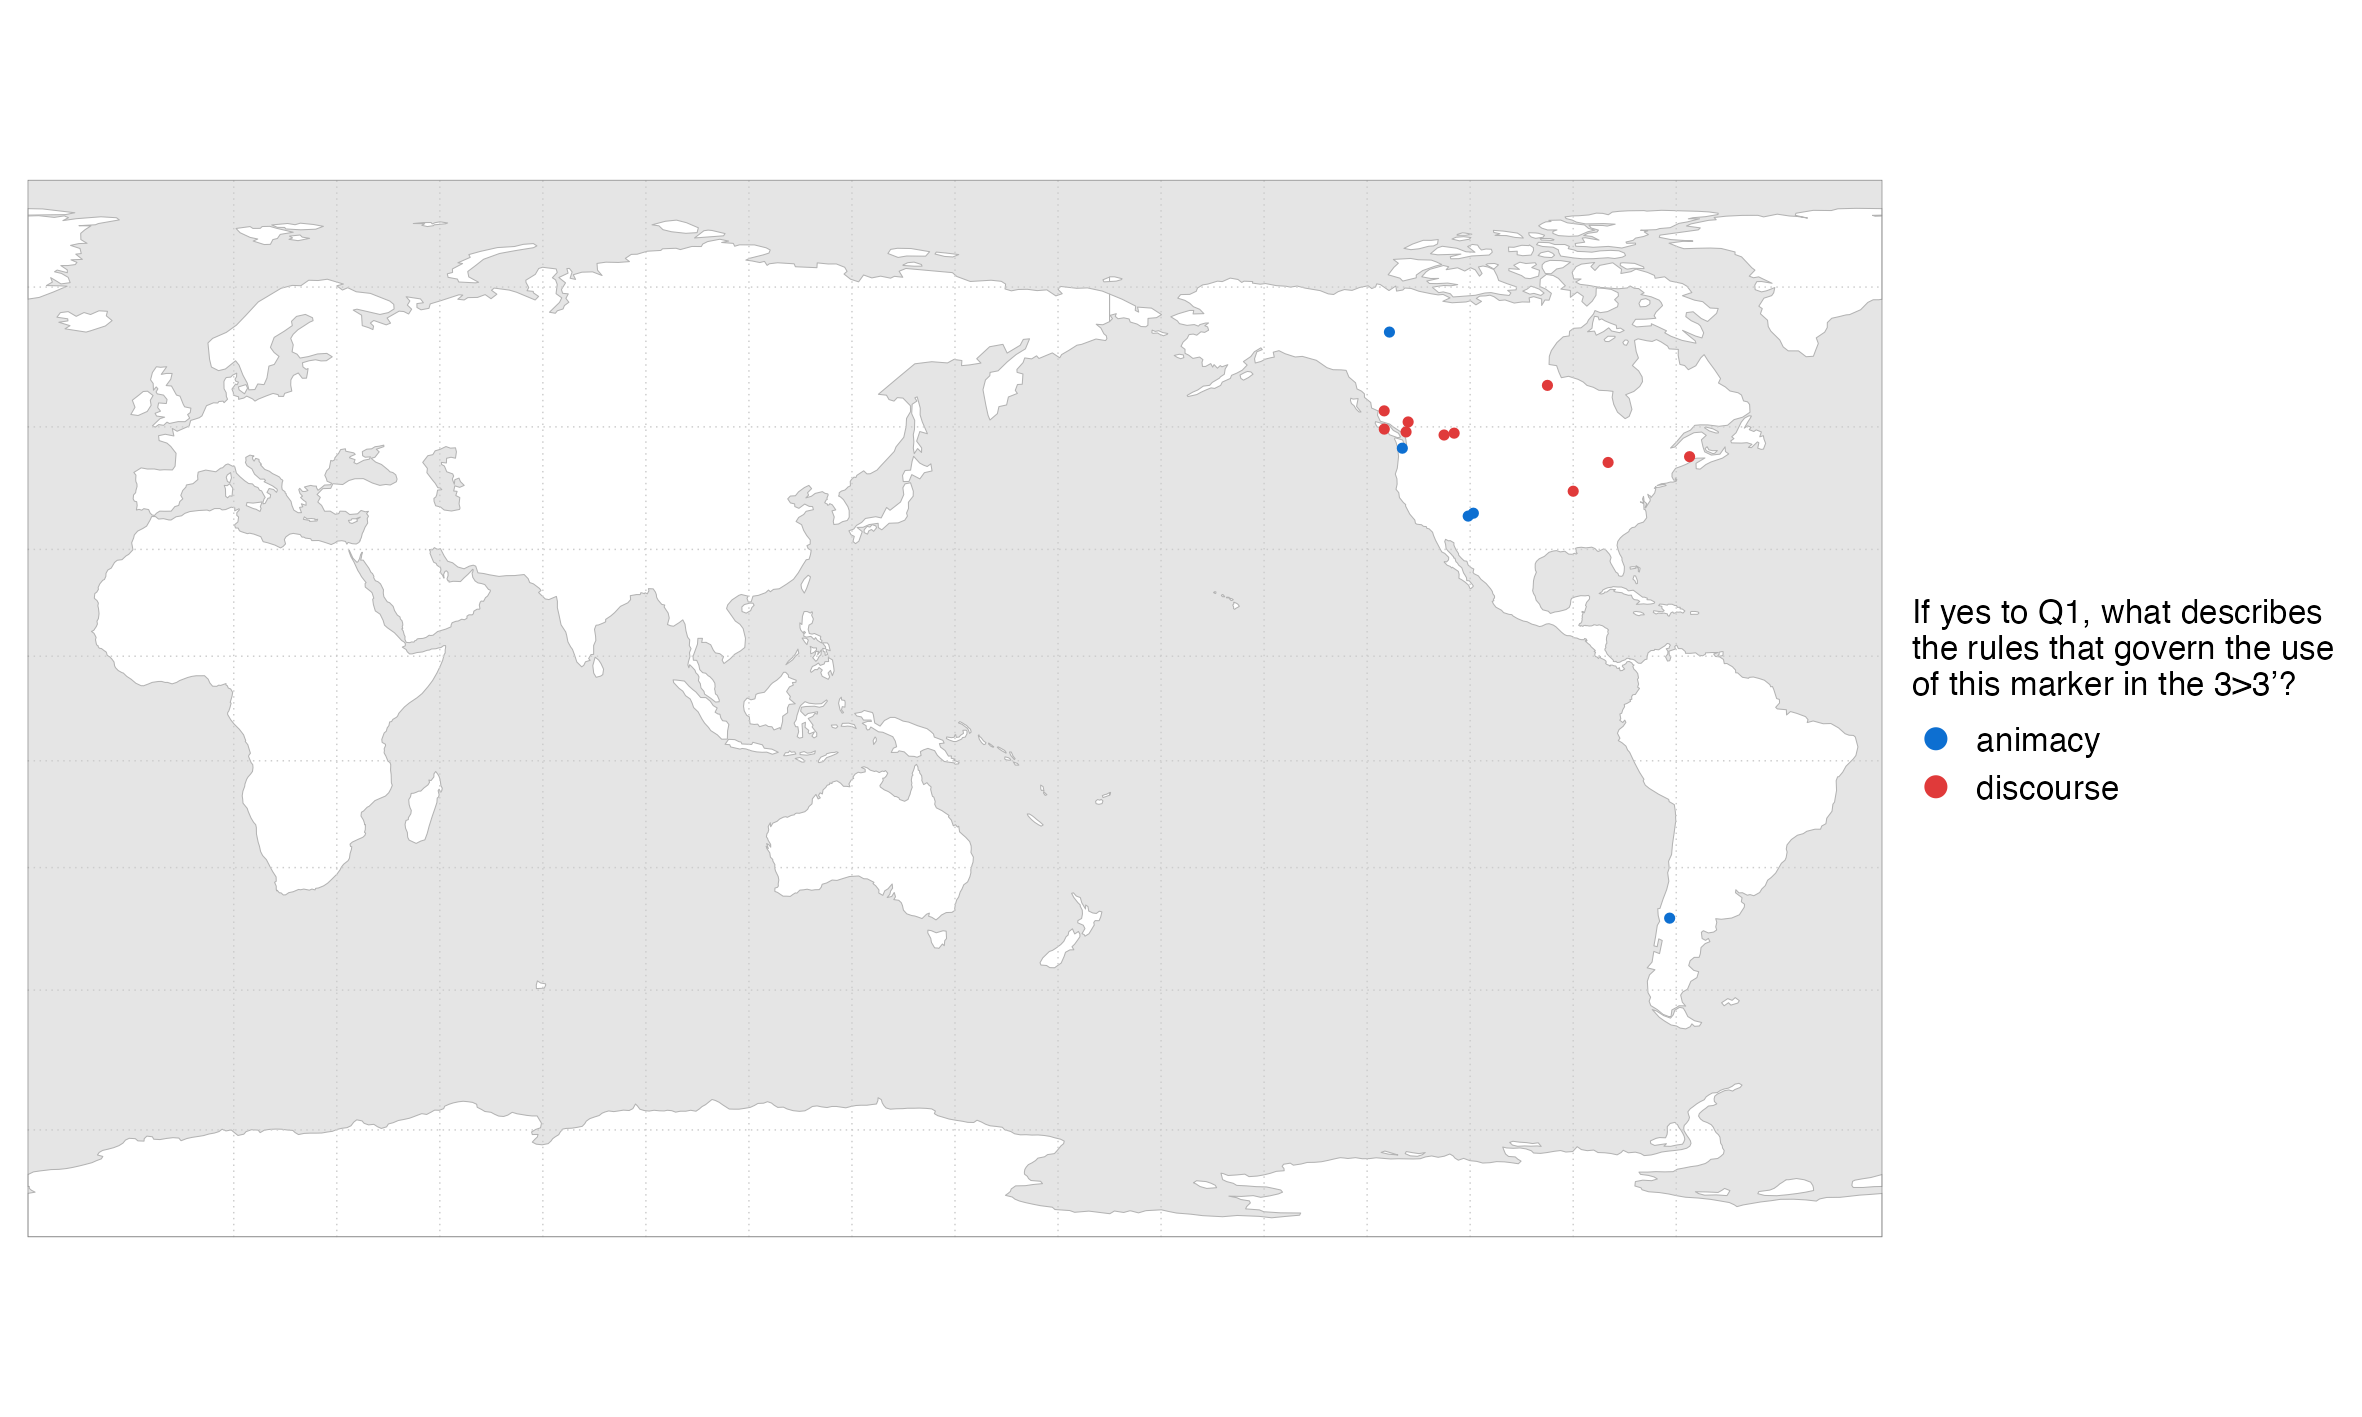 If yes to Q1, what describes
the rules that govern the use
of this marker in the 3>3’?
animacy
discourse